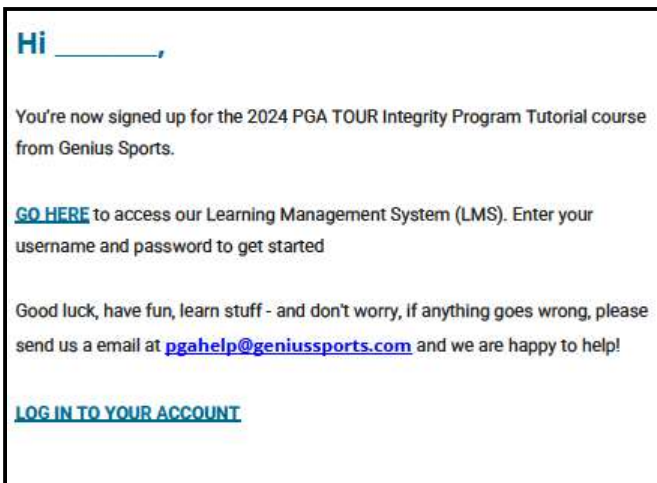 Hi _______,
You're now signed up for the 2024 PGA TOUR Integrity Program Tutorial course
from Genius Sports.
GO HERE to access our Learning Management System (LMS). Enter your
username and password to get started
Good luck, have fun, learn stuff - and don't worry, if anything goes wrong, please
send us a email at pgahelp@geniussports.com and we are happy to help!
LOG IN TO YOUR ACCOUNT